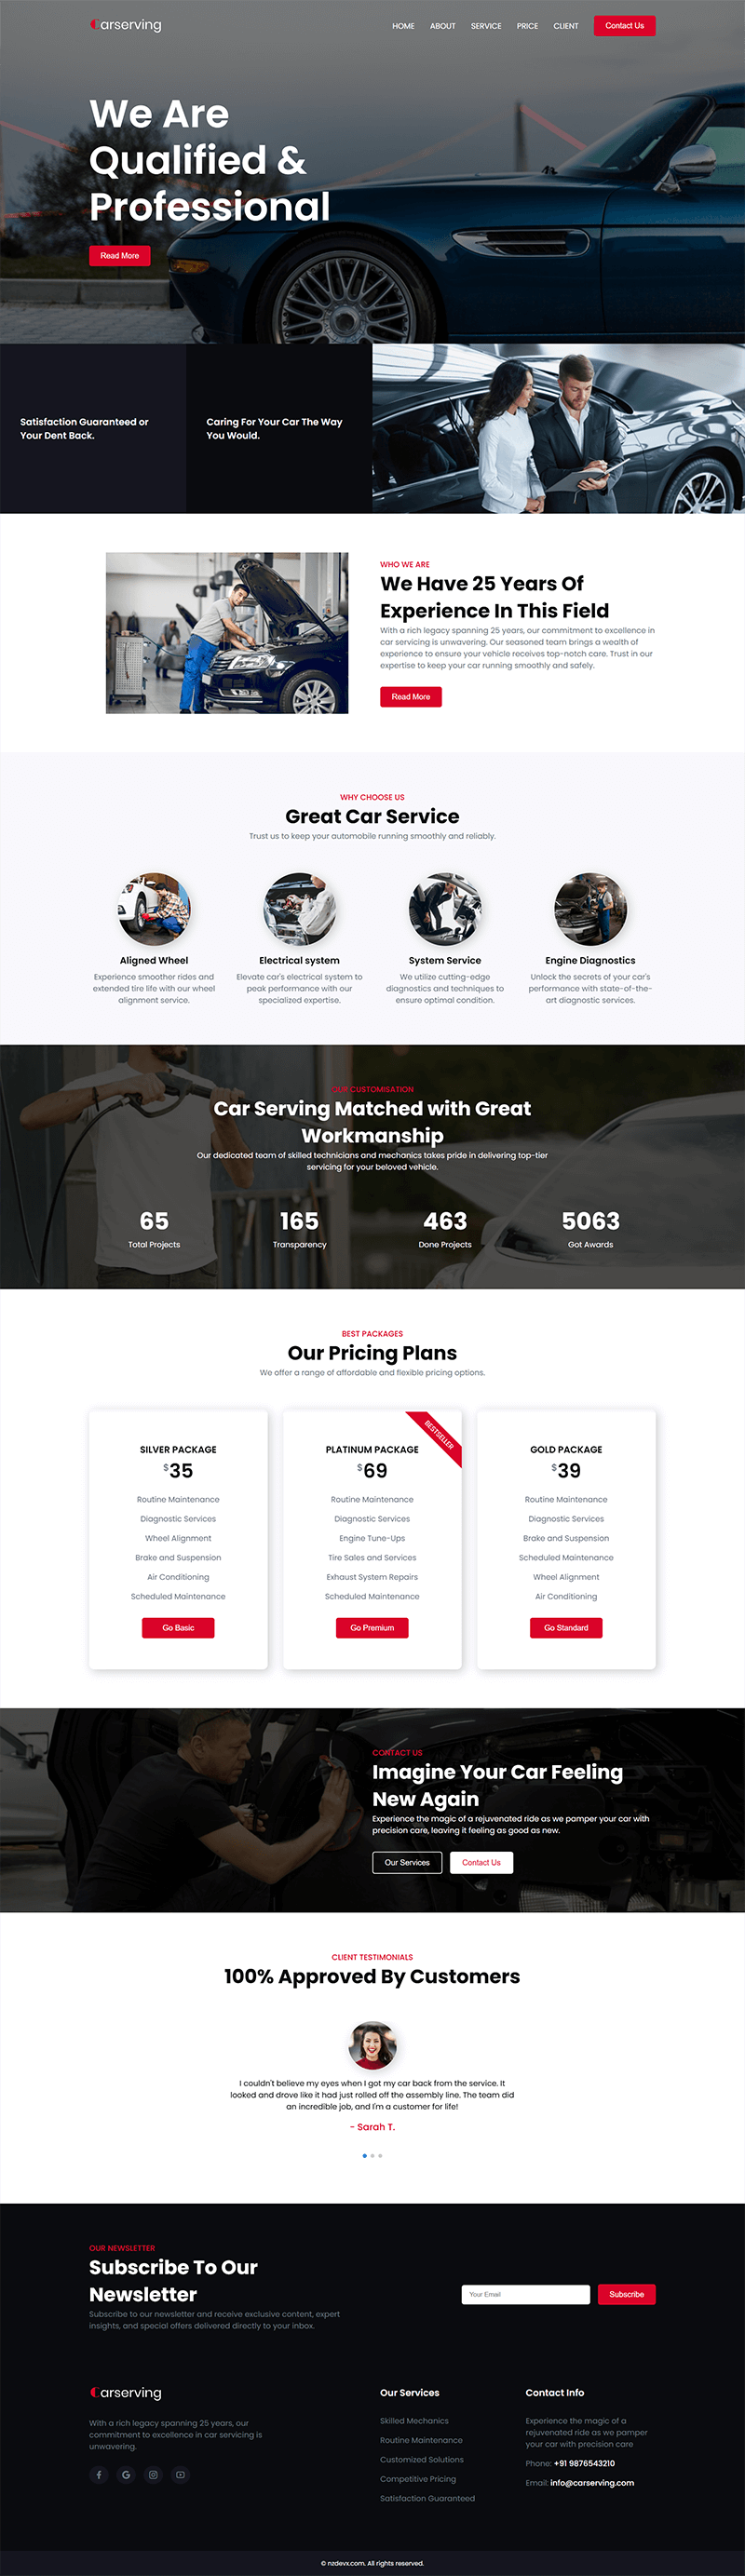 arserving
HOME ABOUT SERVICE PRICE CLIENT Contact Us
We Are
Qualified &
Professional
Read More
Satisfaction Guaranteed or
Your Dent Back.
Caring For Your Car The Way
You Would.
WHO WE ARE
We Have 25 Years Of
Experience In This Field
With a rich legacy spanning 25 years, our commitment to excellence in
car servicing is unwavering. Our seasoned team brings a wealth of
experience to ensure your vehicle receives top-notch care. Trust in our
expertise to keep your car running smoothly and safely.
Read More
WHY CHOOSE US
Great Car Service
Trust us to keep your automobile running smoothly and reliably.
Aligned Wheel
Experience smoother rides and
extended tire life with our wheel
alignment service.
Electrical system
Elevate car's electrical system to
peak performance with our
specialized expertise.
System Service
We utilize cutting-edge
diagnostics and techniques to
ensure optimal condition.
Engine Diagnostics
Unlock the secrets of your car's
performance with state-of-the-
art diagnostic services.
OUR CUSTOMISATION
Car Serving Matched with Great
Workmanship
Our dedicated team of skilled technicians and mechanics takes pride in delivering top-tier
servicing for your beloved vehicle.
65
Total Projects
165
Transparency
463
Done Projects
5063
Got Awards
BEST PACKAGES
Our Pricing Plans
We offer a range of affordable and flexible pricing options.
SILVER PACKAGE
$35
Routine Maintenance
Diagnostic Services
Wheel Alignment
Brake and Suspension
Air Conditioning
Scheduled Maintenance
Go Basic
BESTSELLER
PLATINUM PACKAGE
$69
Routine Maintenance
Diagnostic Services
Engine Tune-Ups
Tire Sales and Services
Exhaust System Repairs
Scheduled Maintenance
Go Premium
GOLD PACKAGE
$39
Routine Maintenance
Diagnostic Services
Brake and Suspension
Scheduled Maintenance
Wheel Alignment
Air Conditioning
Go Standard
CONTACT US
Imagine Your Car Feeling
New Again
Experience the magic of a rejuvenated ride as we pamper your car with
precision care, leaving it feeling as good as new.
Our Services Contact Us
CLIENT TESTIMONIALS
100% Approved By Customers
I couldn't believe my eyes when I got my car back from the service. It
looked and drove like it had just rolled off the assembly line. The team did
an incredible job, and I'm a customer for life!
- Sarah T.
OUR NEWSLETTER
Subscribe To Our
Newsletter
Subscribe to our newsletter and receive exclusive content, expert
insights, and special offers delivered directly to your inbox.
Your Email Subscribe
arserving
With a rich legacy spanning 25 years, our
commitment to excellence in car servicing is
unwavering.
Our Services
Skilled Mechanics
Routine Maintenance
Customized Solutions
Competitive Pricing
Satisfaction Guaranteed
Contact Info
Experience the magic of a
rejuvenated ride as we pamper
your car with precision care
Phone: +91 9876543210
Email: info@carserving.com
© nzdevx.com. All rights reserved.